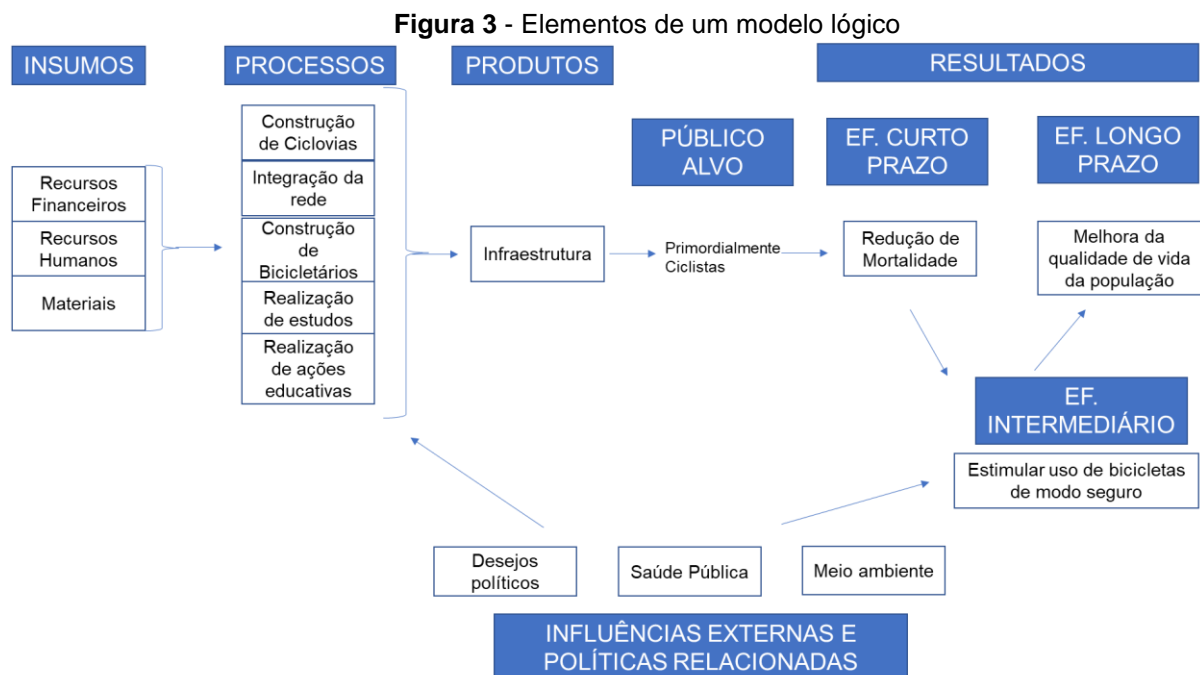 Figura 3 - Elementos de um modelo lógico
INSUMOS
PROCESSOS
PRODUTOS
RESULTADOS
PÚBLICO
ALVO
EF. CURTO
PRAZO
EF. LONGO
PRAZO
Recursos
Financeiros
Recursos
Humanos
Materiais
Construção
de Ciclovias
Integração da
rede
Construção
de
Bicicletários
Realização
de estudos
Realização
de ações
educativas
Infraestrutura
Primordialmente
Ciclistas
Redução de
Mortalidade
Melhora da
qualidade de vida
da população
EF.
INTERMEDIÁRIO
Estimular uso de bicicletas
de modo seguro
Desejos
políticos
Saúde Pública
Meio ambiente
INFLUÊNCIAS EXTERNAS E
POLÍTICAS RELACIONADAS